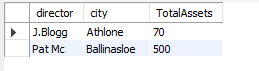 director city TotalAssets
J.Blogg Athlone 70
Pat Mc Ballinasloe 500